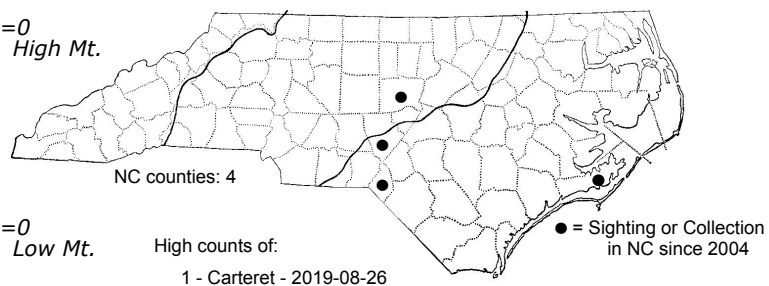 =0
High Mt.
NC counties: 4
=0
Low Mt.
High counts of:
1 - Carteret - 2019-08-26
● = Sighting or Collection
in NC since 2004